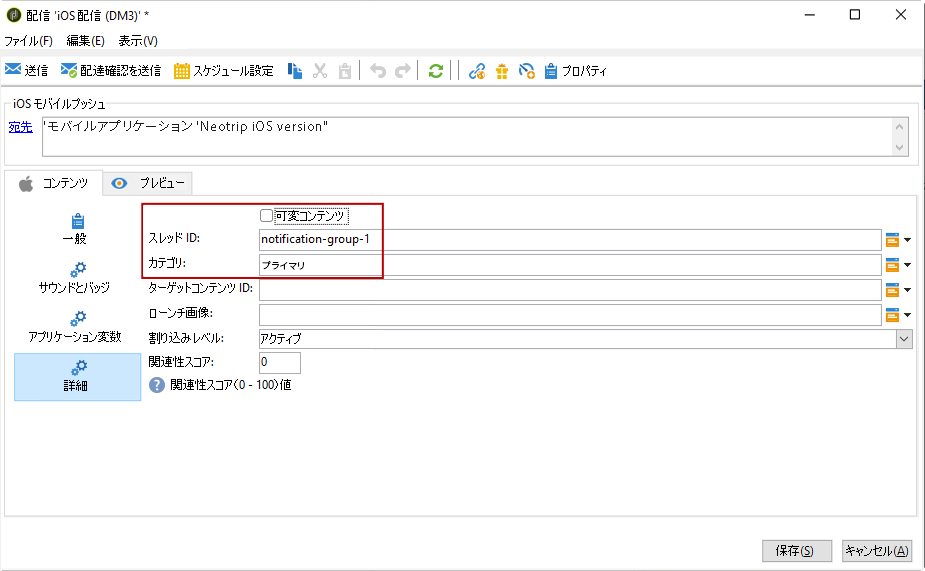 配信 'iOS 配信 (DM3)' *
ファイル(F) 編集(E) 表示(V)
送信 配達確認を送信 スケジュール設定 プロパティ
iOS モバイルプッシュ
宛先 'モバイルアプリケーション 'Neotrip iOS version''
コンテンツ プレビュー
可変コンテンツ
一般
スレッド ID: notification-group-1
カテゴリ: プライマリ
サウンドとバッジ
ターゲットコンテンツ ID:
ローンチ画像:
アプリケーション変数
割り込みレベル: アクティブ
関連性スコア: 0
詳細
? 関連性スコア(0 - 100)値
保存(S) キャンセル(A)